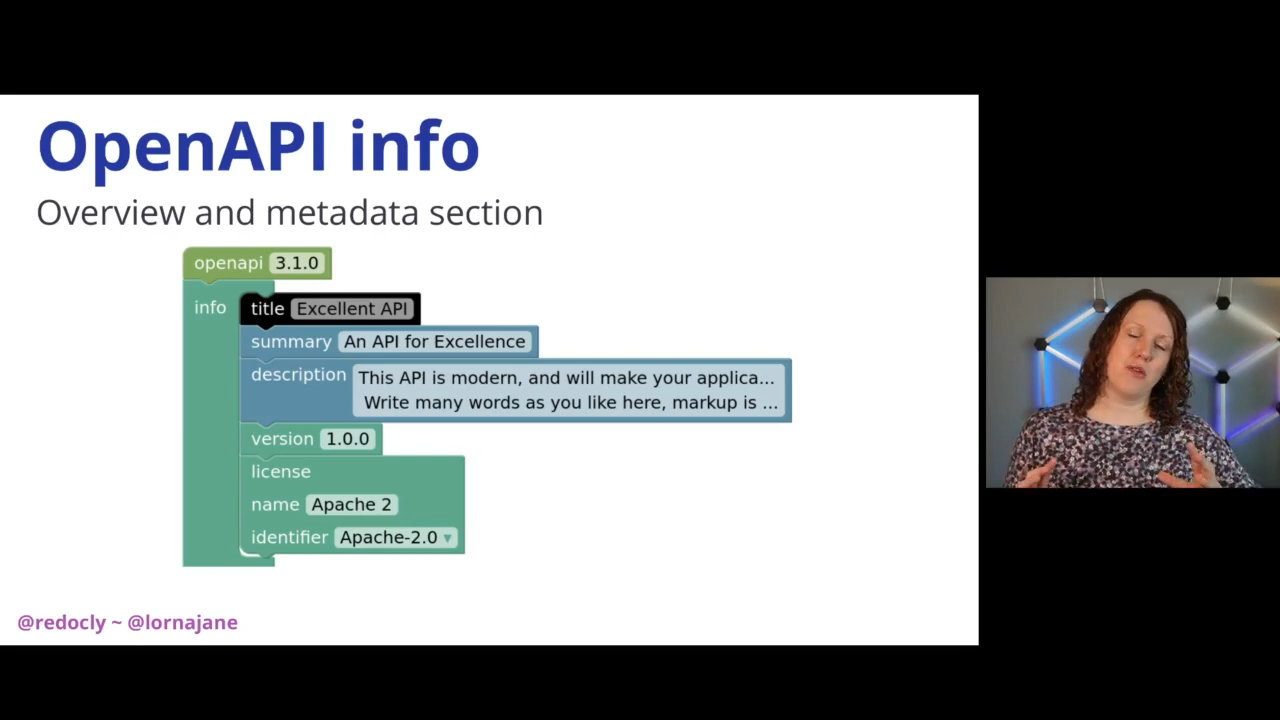 OpenAPI info
Overview and metadata section
openapi 3.1.0
info
title Excellent API
summary An API for Excellence
description This API is modern, and will make your applica...
Write many words as you like here, markup is ...
version 1.0.0
license
name Apache 2
identifier Apache-2.0 ▾
@redocly ~ @lornajane